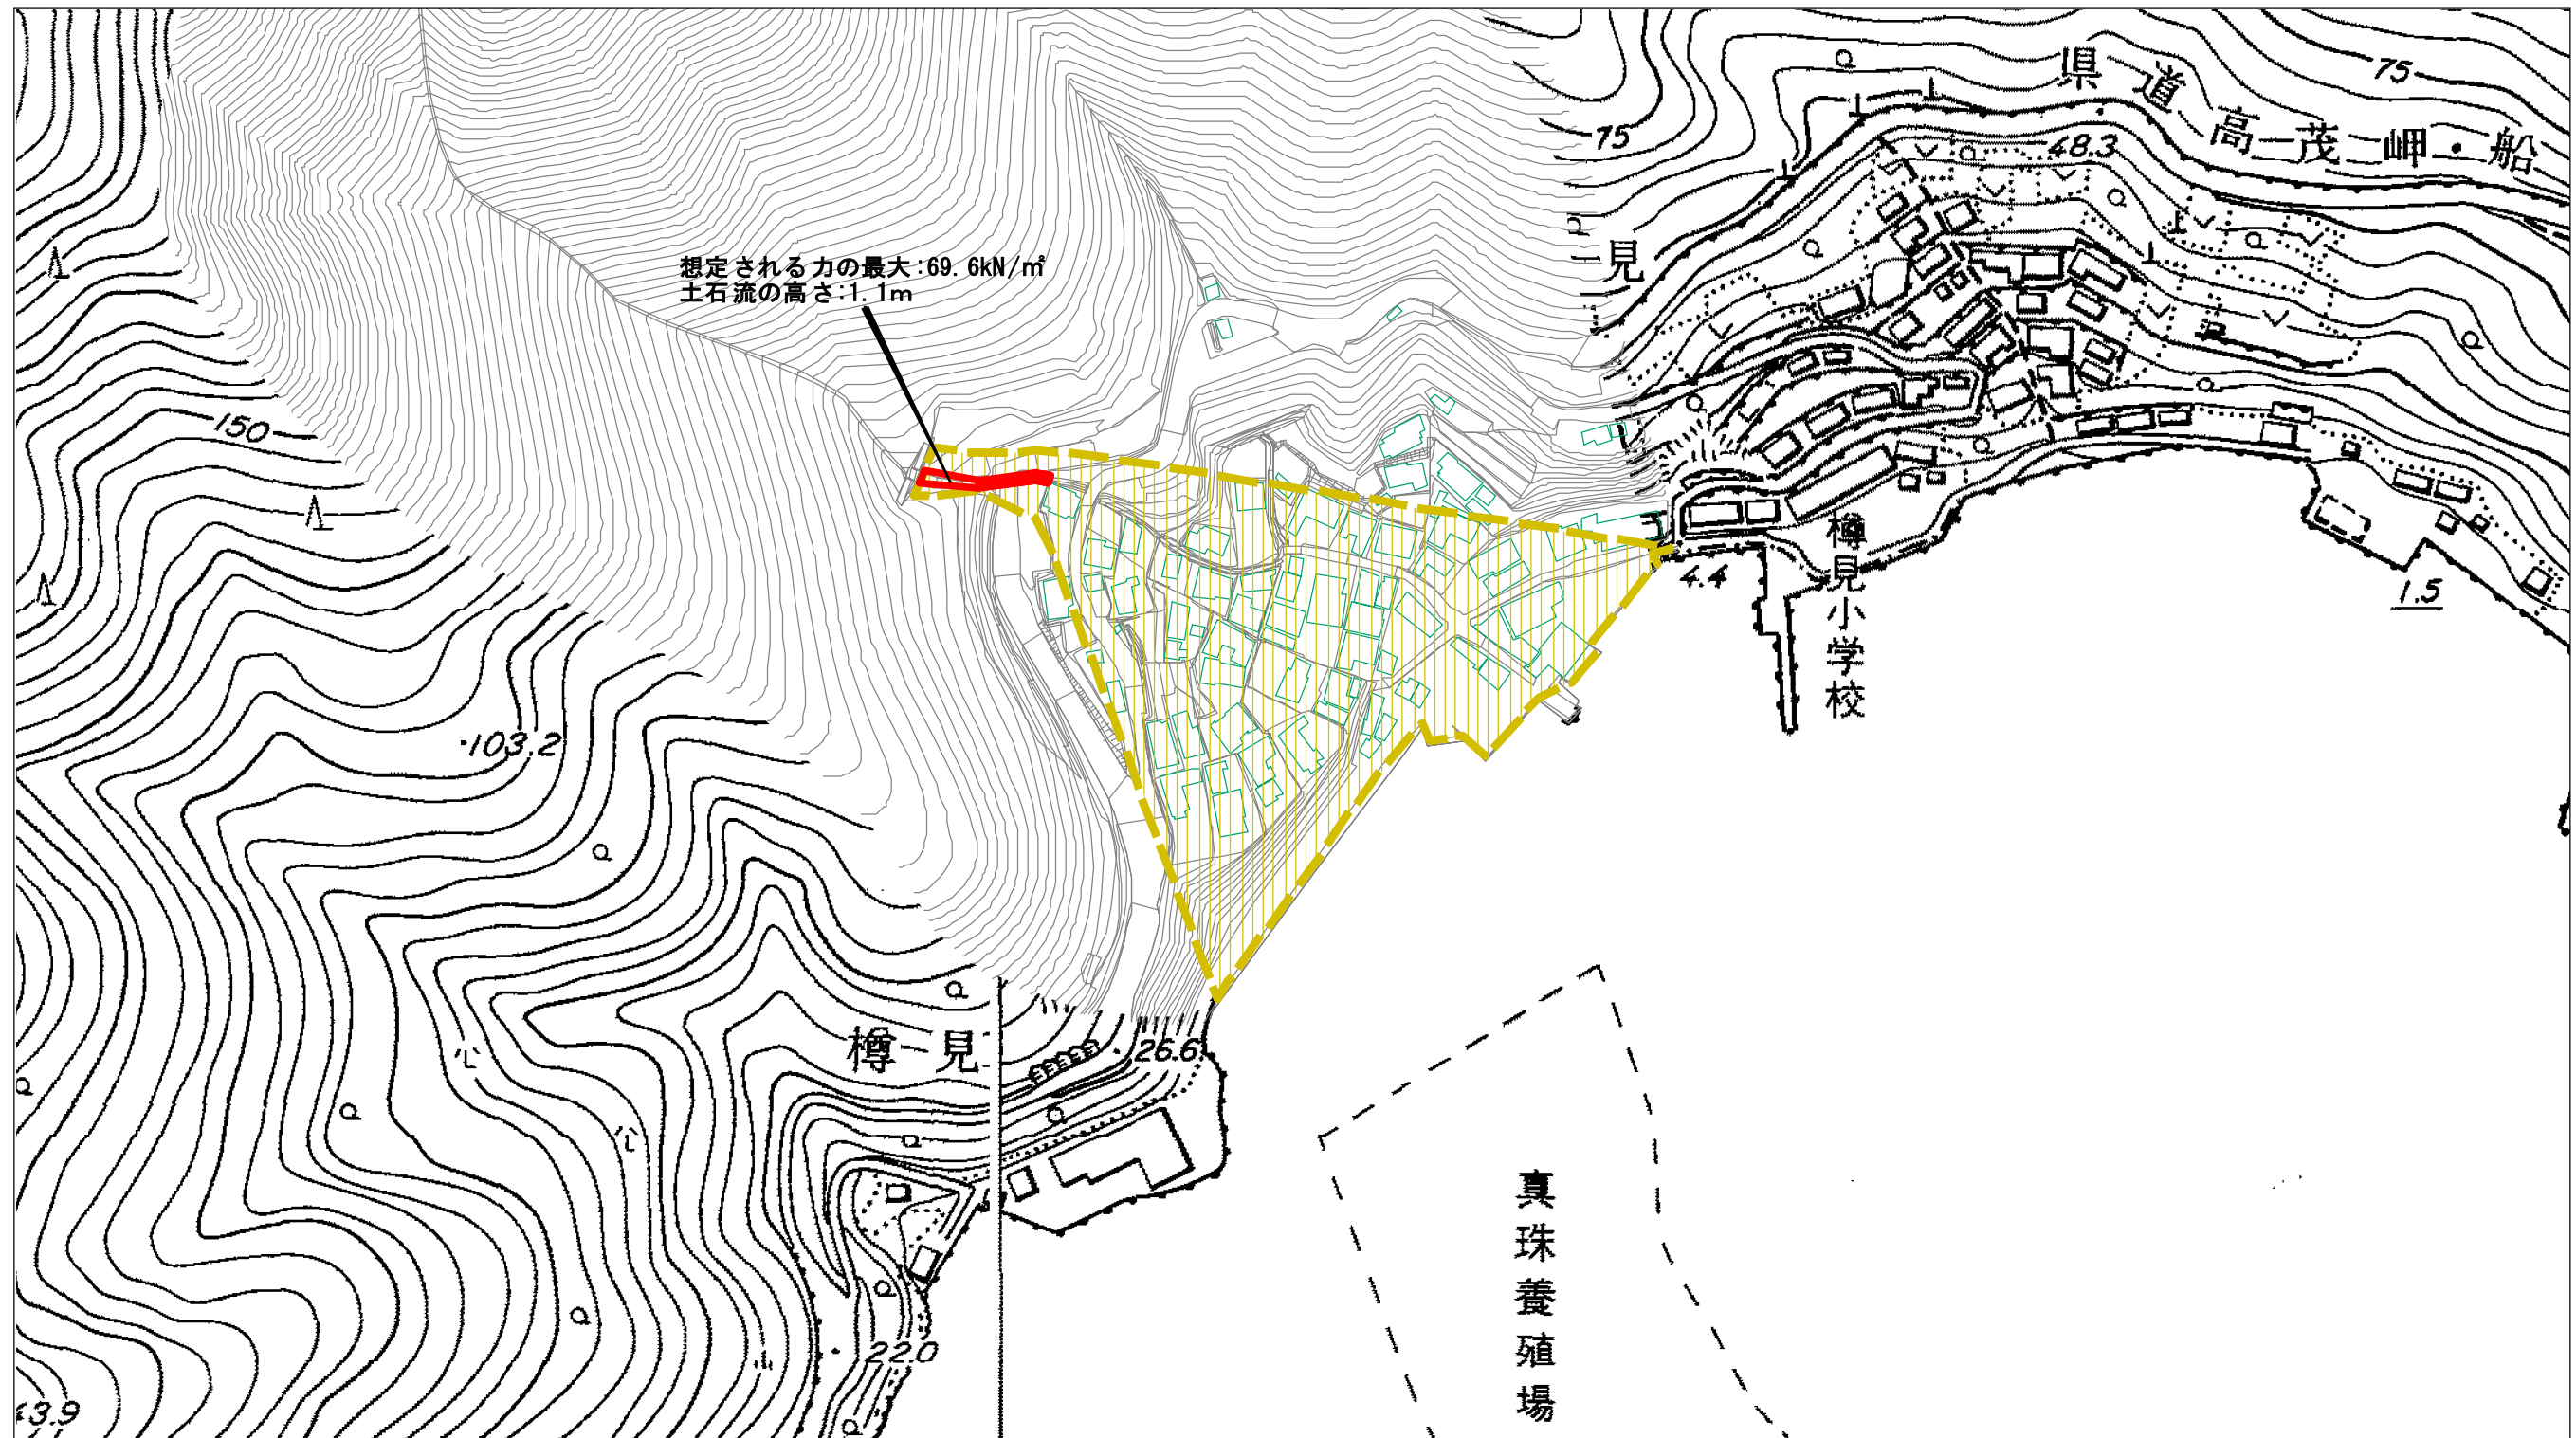 県道高茂岬・船
75
75
48.3
二見
想定される力の最大:69.6kN/㎡
土石流の高さ:1.1m
150
樽見小学校
4.4
1.5
103.2
樽見
26.6
真珠養殖場
22.0
3.9